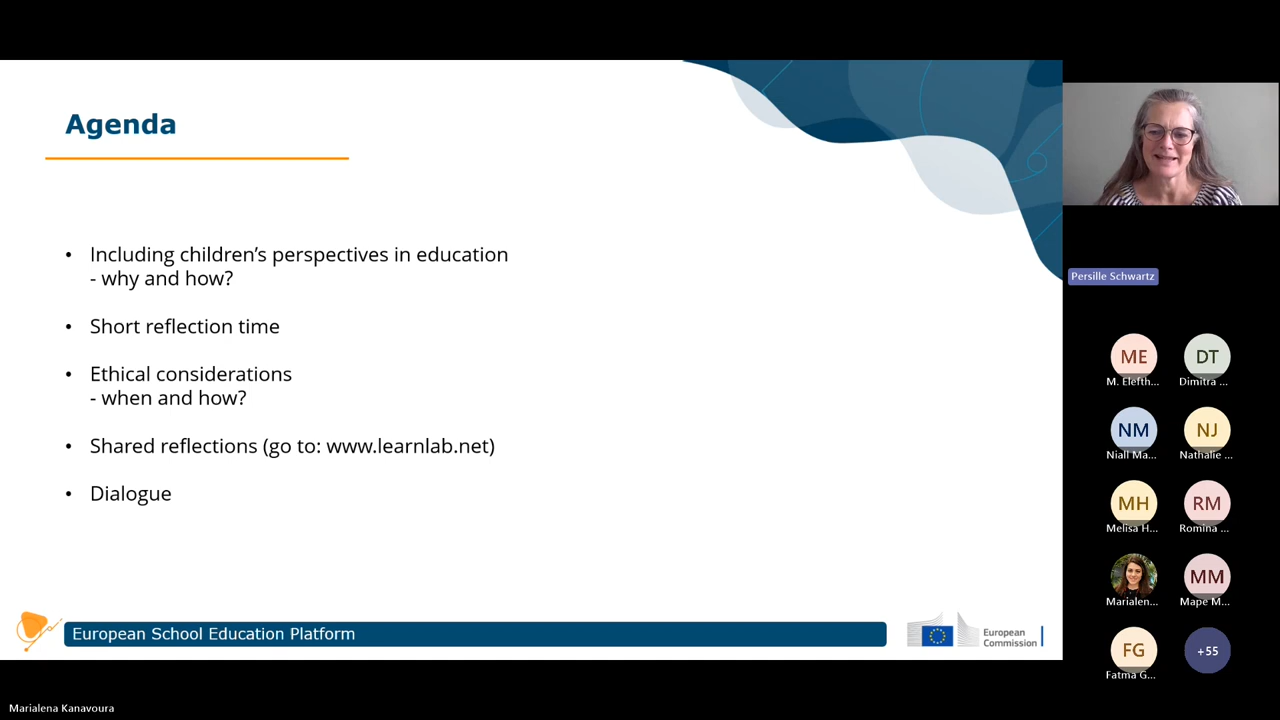 Agenda
• Including children’s perspectives in education
- why and how?
• Short reflection time
• Ethical considerations
- when and how?
• Shared reflections (go to: www.learnlab.net)
• Dialogue
European School Education Platform
European
Commission
Persille Schwartz
ME
DT
M. Elefth...
Dimitra ...
NM
NJ
Niall Ma...
Nathalie ...
MH
RM
Melisa H...
Romina ...
MM
Marialen...
Mape M...
FG
+55
Fatma G...
Marialena Kanavoura